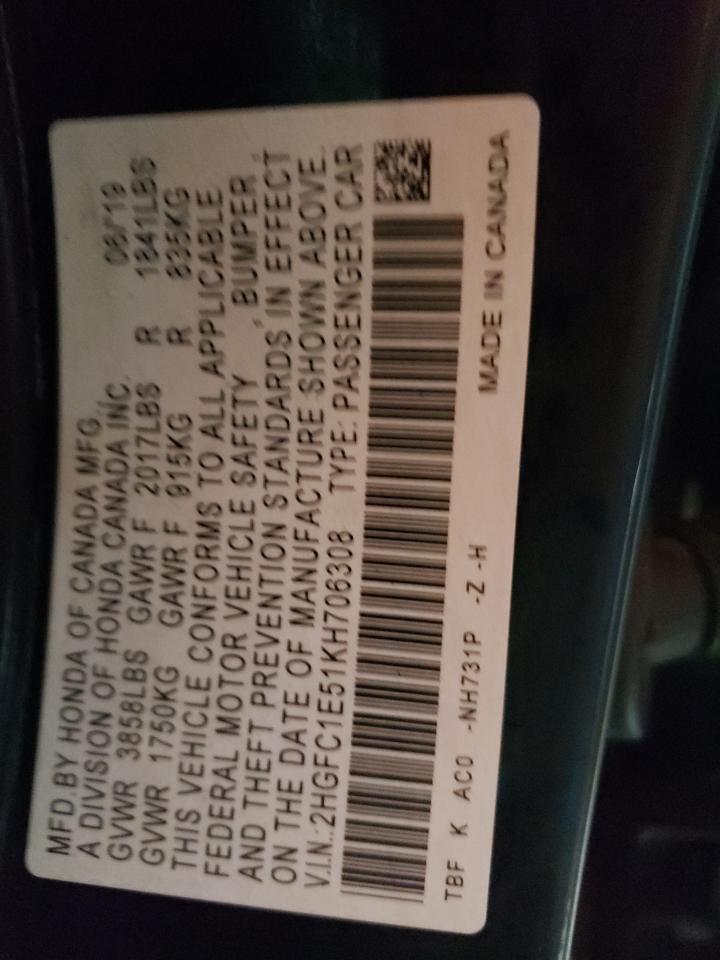 MFD.BY HONDA OF CANADA MFG., 08/19
A DIVISION OF HONDA CANADA INC.
GVWR 3858LBS GAWR F 2017LBS R 1841LBS
GVWR 1750KG GAWR F 915KG R 835KG
THIS VEHICLE CONFORMS TO ALL APPLICABLE
FEDERAL MOTOR VEHICLE SAFETY , BUMPER ,
AND THEFT PREVENTION STANDARDS IN EFFECT
ON THE DATE OF MANUFACTURE SHOWN ABOVE.
V.I.N.:2HGFC1E51KH706308 TYPE: PASSENGER CAR
TBF K AC0 -NH731P -Z -H MADE IN CANADA